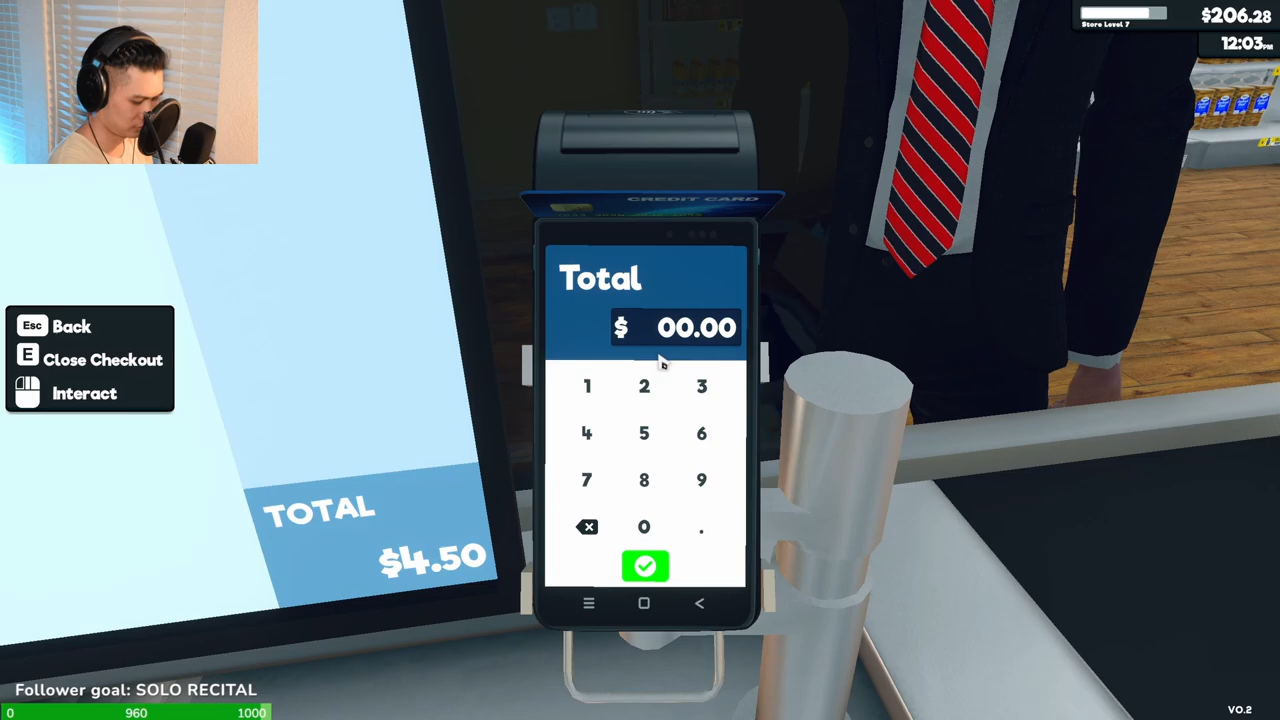 $206.28
Store Level 7
12:03PM
CREDIT CARD
Total
$ 00.00
Esc Back
E Close Checkout
Interact
1 2 3
4 5 6
7 8 9
0 .
TOTAL
$4.50
Follower goal: SOLO RECITAL
0 960 1000
V0.2